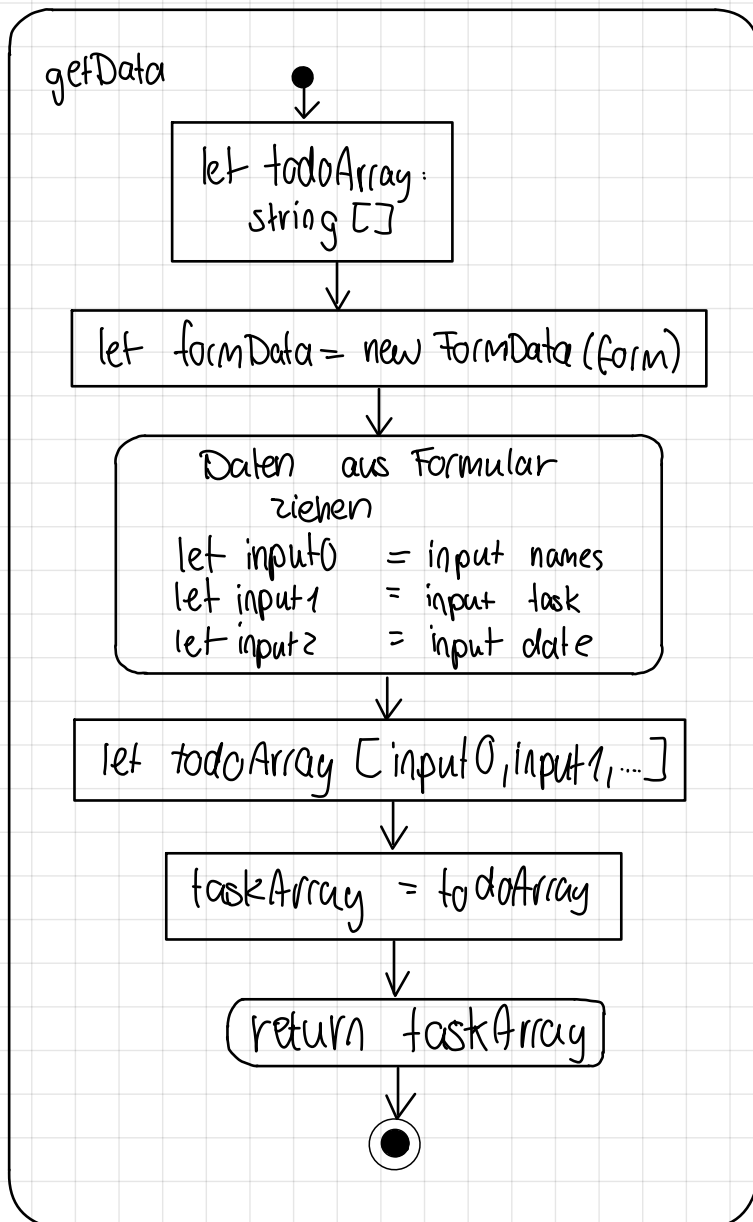 getData
let todoArray:
string []
let formData = new FormData(form)
Daten aus Formular
ziehen
let input0 = input names
let input1 = input task
let input2 = input date
let todoArray [input0, input1, ....]
taskArray = todoArray
return taskArray